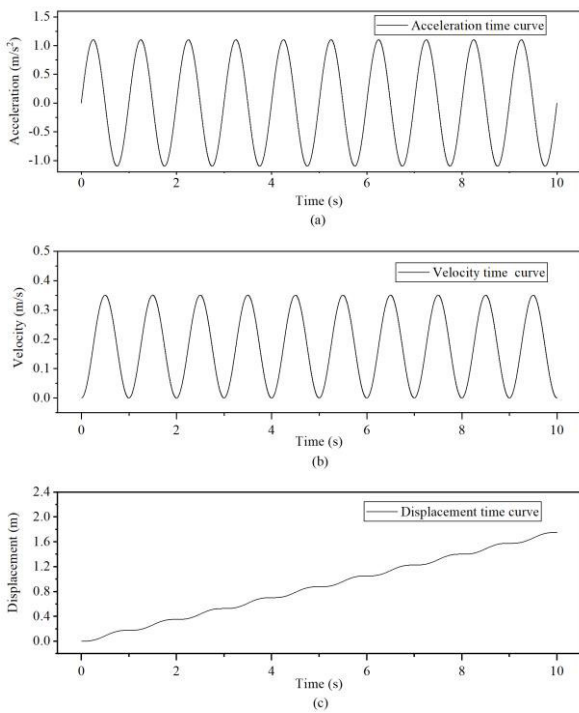 1.5
1.0
0.5
0.0
-0.5
-1.0
Acceleration (m/s²)
Acceleration time curve
0 2 4 6 8 10
Time (s)
(a)
0.5
0.4
0.3
0.2
0.1
0.0
Velocity (m/s)
Velocity time curve
0 2 4 6 8 10
Time (s)
(b)
2.4
2.0
1.6
1.2
0.8
0.4
0.0
Displacement (m)
Displacement time curve
0 2 4 6 8 10
Time (s)
(c)